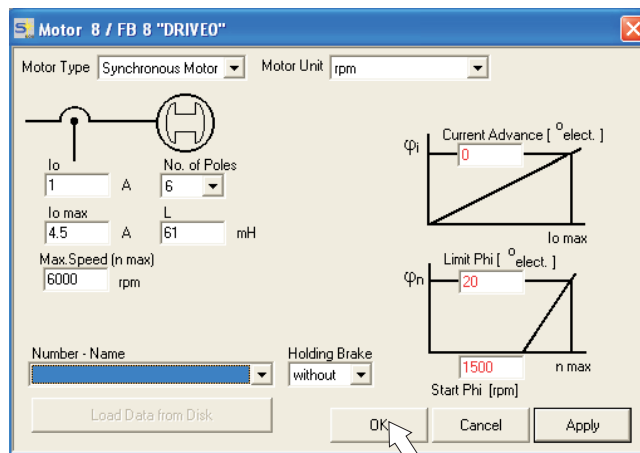 Motor 8 / FB 8 "DRIVE0"
Motor Type Synchronous Motor Motor Unit rpm
Io
1 A
No. of Poles
6
Io max
4.5 A
L
61 mH
Max.Speed (n max)
6000 rpm
φi Current Advance [ °elect. ]
0
Io max
φn Limit Phi [ °elect. ]
20
1500 n max
Start Phi [rpm]
Number - Name
Holding Brake
without
Load Data from Disk
OK Cancel Apply